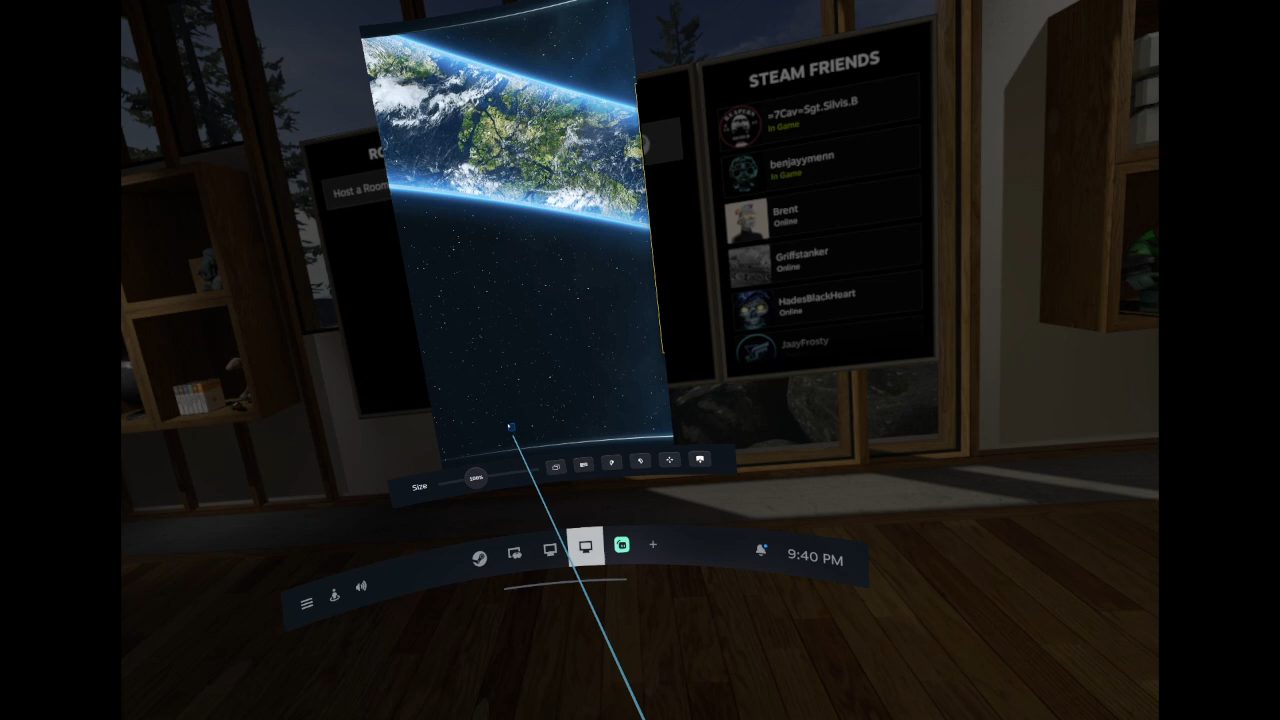 RO
Host a Room
STEAM FRIENDS
=7Cav=Sgt.Silvis.B
In Game
benjayymenn
In Game
Brent
Online
Griffstanker
Online
HadesBlackHeart
Online
JaayFrosty
Size
100%
9:40 PM